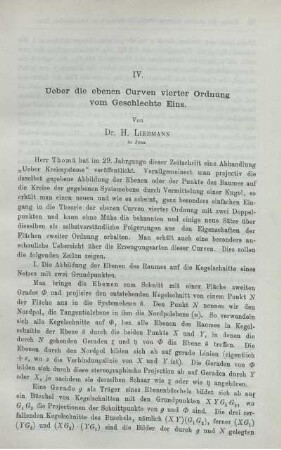 IV.
Ueber die ebenen Curven vierter Ordnung
vom Geschlechte Eins.
Von
Dr. H. Liebmann
in Jena.
Herr Thomä hat im 29. Jahrgange dieser Zeitschrift eine Abhandlung
„Ueber Kreissysteme" veröffentlicht. Verallgemeinert man projectiv die
daselbst gegebene Abbildung der Ebenen oder der Punkte des Raumes auf
die Kreise der gegebenen Systemebene durch Vermittelung einer Kugel, so
erhält man einen neuen und wie es scheint, ganz besonders einfachen
Eingang in die Theorie der ebenen Curven vierter Ordnung mit zwei Doppel-
punkten und kann ohne Mühe die bekannten und einige neue Sätze über
dieselben als selbstverständliche Folgerungen aus den Eigenschaften der
Flächen zweiter Ordnung erhalten. Man erhält auch eine besonders an-
schauliche Uebersicht über die Erzeugungsarten dieser Curven. Dies sollen
die folgenden Zeilen zeigen.
I. Die Abbildung der Ebenen des Raumes auf die Kegelschnitte eines
Netzes mit zwei Grundpunkten.
Man bringe die Ebenen zum Schnitt mit einer Fläche zweiten
Grades Φ und projiciere den entstehenden Kegelschnitt von einem Punkt N
der Fläche aus in die Systemebene
Den Punkt N nennen wir den
Nordpol, die Tangentialebene in ihm die Nordpolebene
So verwandeln
sich alle Kegelschnitte auf Φ, bez. alle Ebenen des Raumes in Kegel-
schnitte der Ebene
durch die beiden Punkte X und Y, in denen die
durch N gehenden Geraden
und
von Φ die Ebene
treffen. Die
Ebenen durch den Nordpol bilden sich ab auf gerade Linien (eigentlich
+
wo
die Verbindungslinie von X und Y ist). Die Geraden von Φ
bilden sich durch diese stereographische Projection ab auf Geraden durch Y
oder X, je nachdem sie derselben Schaar wie
oder wie
angehören.
Eine Gerade g als Träger eines Ebenenbüschels bildet sich ab auf
ein Büschel von Kegelschnitten mit den Grundpunkten X Y G₁ G₂, wo
G₁ G₂ die Projectionen der Schnittpunkte von g und Φ sind. Die drei zer-
fallenden Kegelschnitte des Büschels, nämlich (XY)(G₁G₂), ferner (XG₁)
(YG₂) und (XG₂)·(YG₁) sind die Bilder der durch g und N gelegten